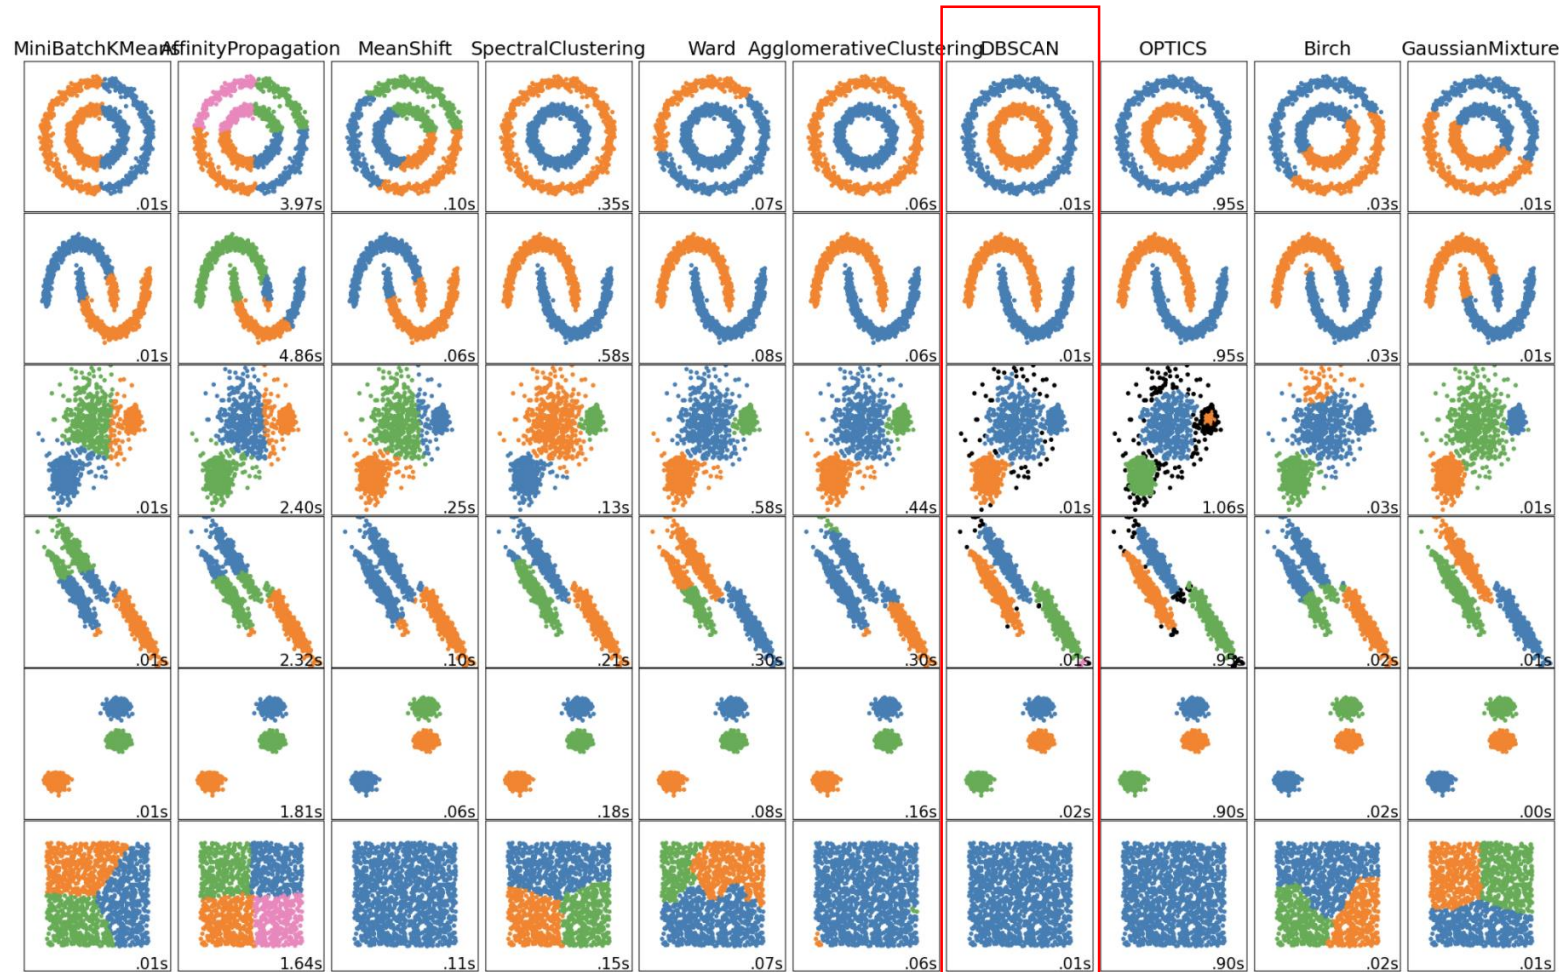 MiniBatchKMeans AffinityPropagation MeanShift SpectralClustering Ward AgglomerativeClustering DBSCAN OPTICS Birch GaussianMixture
.01s 3.97s .10s .35s .07s .06s .01s .95s .03s .01s
.01s 4.86s .06s .58s .08s .06s .01s .95s .03s .01s
.01s 2.40s .25s .13s .58s .44s .01s 1.06s .03s .01s
.01s 2.32s .10s .21s .30s .30s .01s .95s .02s .01s
.01s 1.81s .06s .18s .08s .16s .02s .90s .02s .00s
.01s 1.64s .11s .15s .07s .06s .01s .90s .02s .01s